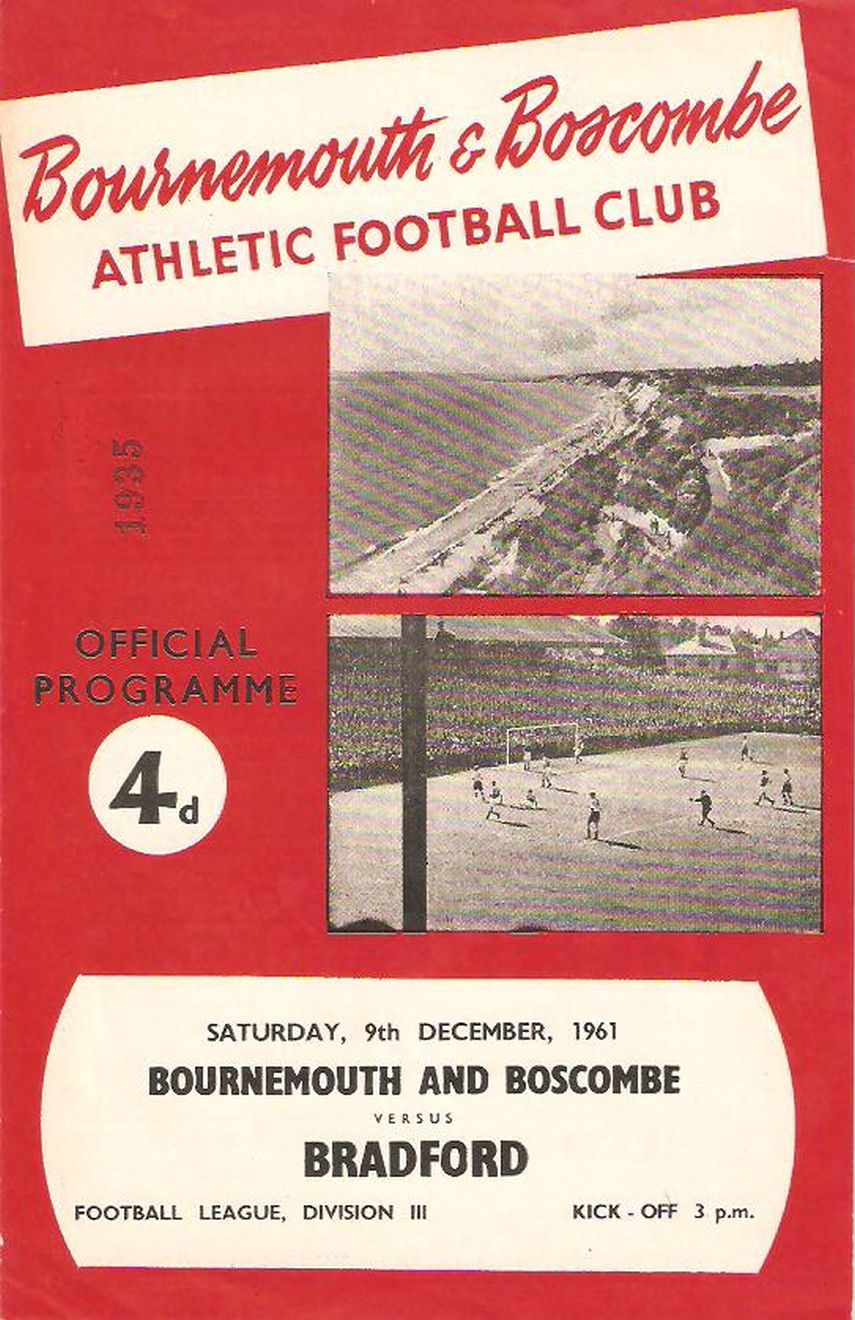 Bournemouth & Boscombe
ATHLETIC FOOTBALL CLUB
1935
OFFICIAL
PROGRAMME
4d
SATURDAY, 9th DECEMBER, 1961
BOURNEMOUTH AND BOSCOMBE
VERSUS
BRADFORD
FOOTBALL LEAGUE, DIVISION III KICK-OFF 3 p.m.